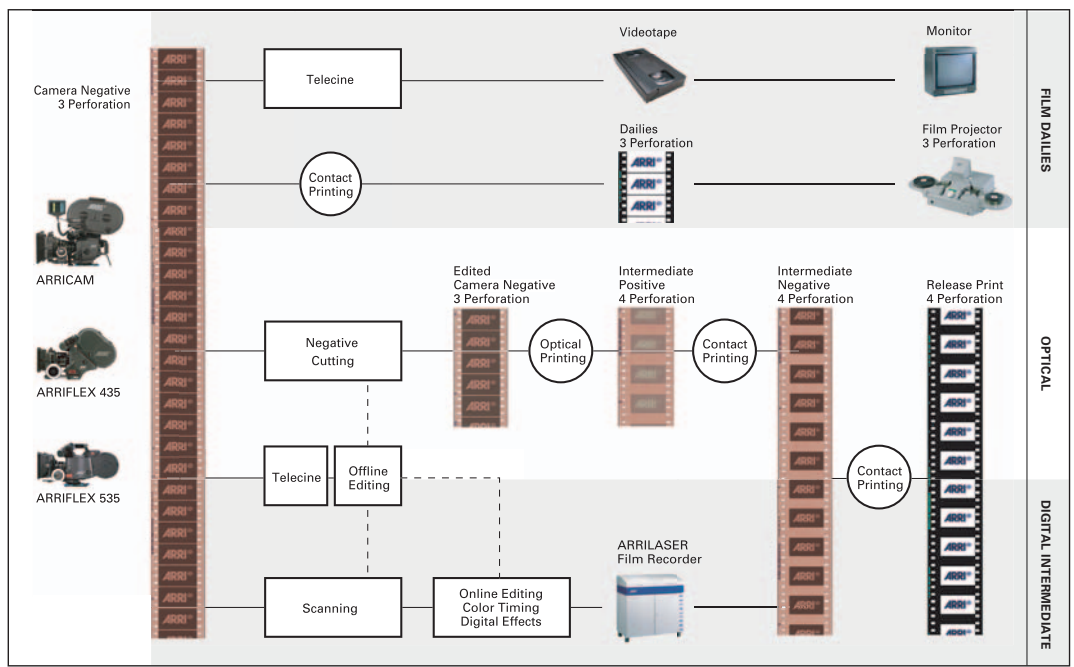 Videotape
Monitor
Telecine
Camera Negative
3 Perforation
Dailies
3 Perforation
Film Projector
3 Perforation
Contact
Printing
FILM DAILIES
ARRICAM
Edited
Camera Negative
3 Perforation
Intermediate
Positive
4 Perforation
Intermediate
Negative
4 Perforation
Release Print
4 Perforation
Negative
Cutting
Optical
Printing
Contact
Printing
OPTICAL
ARRIFLEX 435
Telecine
Offline
Editing
Contact
Printing
ARRIFLEX 535
ARRILASER
Film Recorder
Scanning
Online Editing
Color Timing
Digital Effects
DIGITAL INTERMEDIATE
ARRI